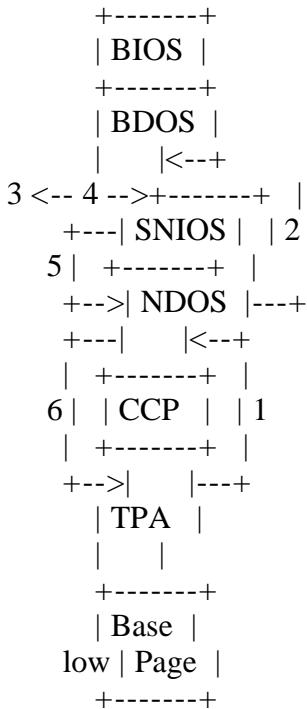 +-------+
| BIOS |
+-------+
| BDOS |
| |<--+
3 <-- 4 -->+-------+ |
+---| SNIOS | | 2
5 | +-------+ |
+-->| NDOS |---+
+---| |<--+
| +-------+ |
6 | | CCP | | 1
| +-------+ |
+-->| |---+
| TPA |
| |
+-------+
| Base |
low | Page |
+-------+